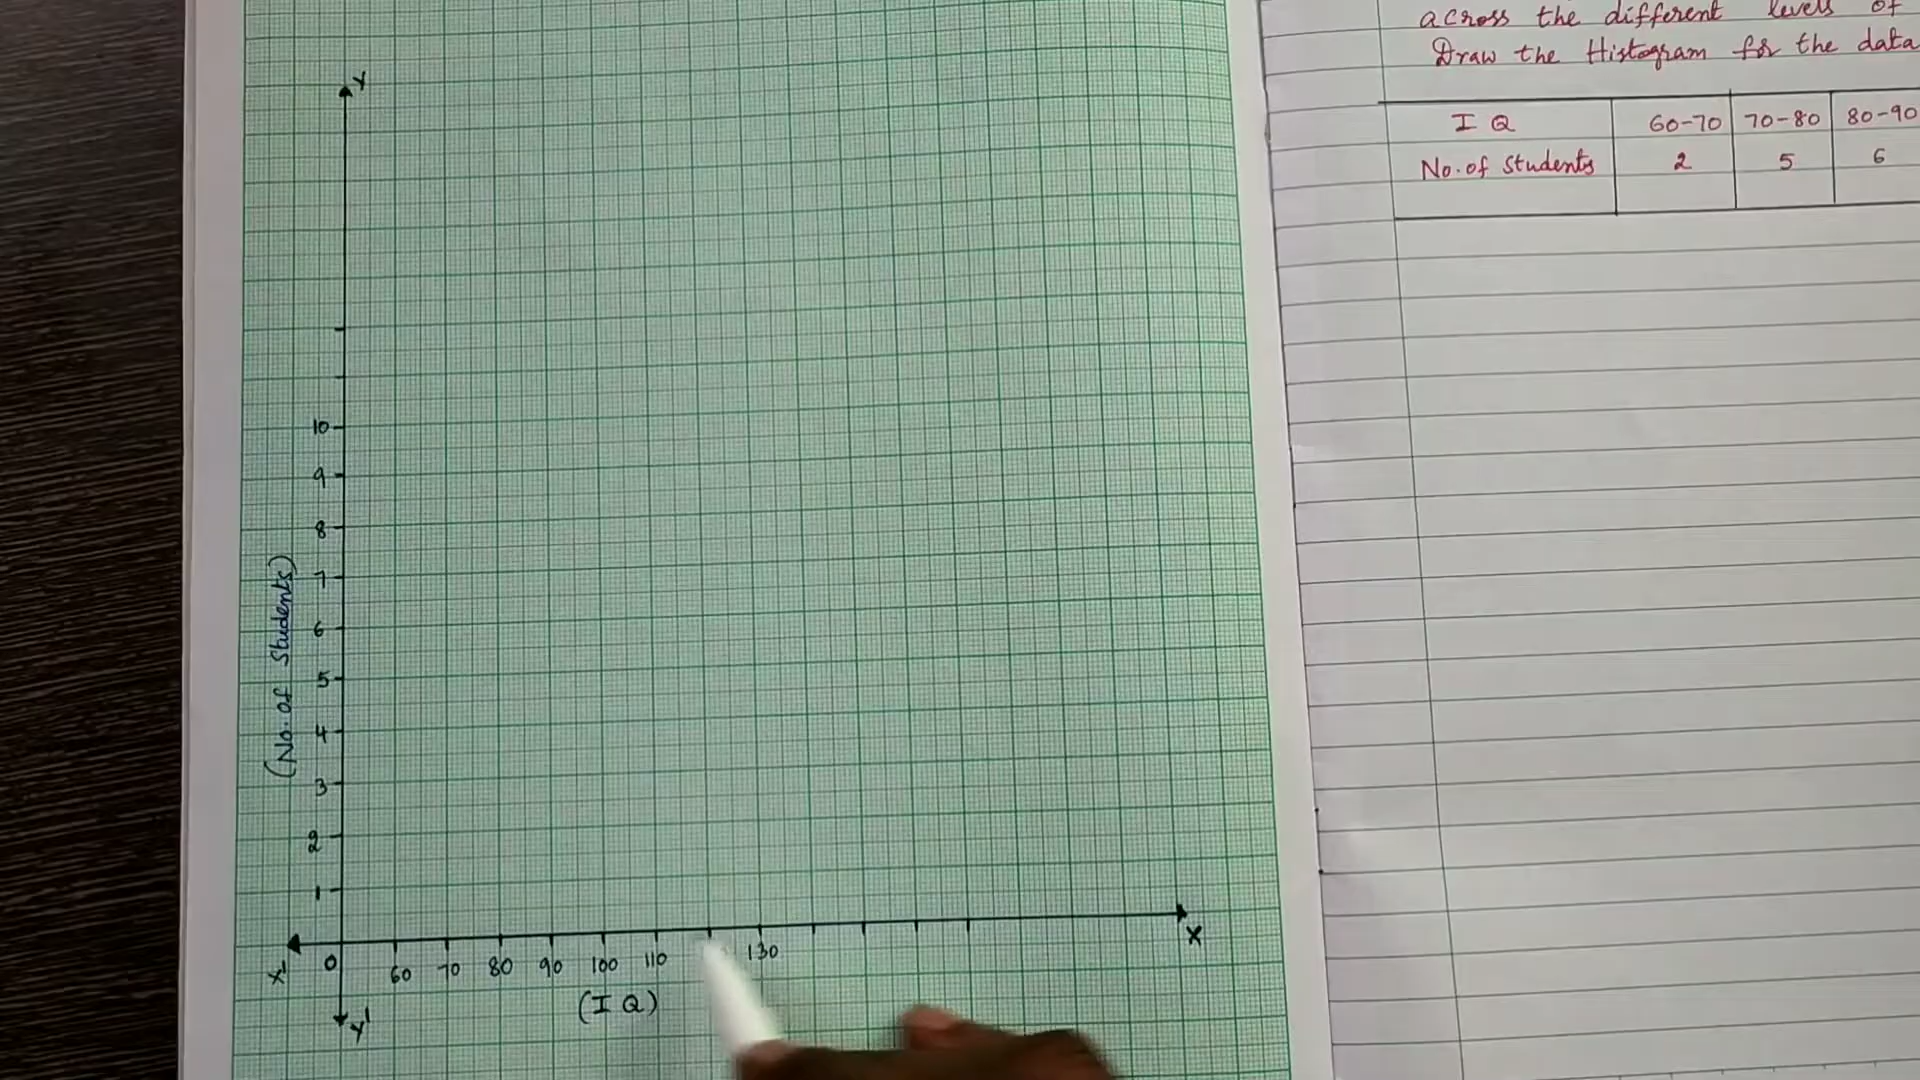 Y
10
9
8
7
6
5
4
3
2
1
(No. of Students)
X' 0 60 70 80 90 100 110 130 X
(I Q)
Y'
across the different levels of
Draw the Histogram for the data
I Q 60-70 70-80 80-90
No. of Students 2 5 6